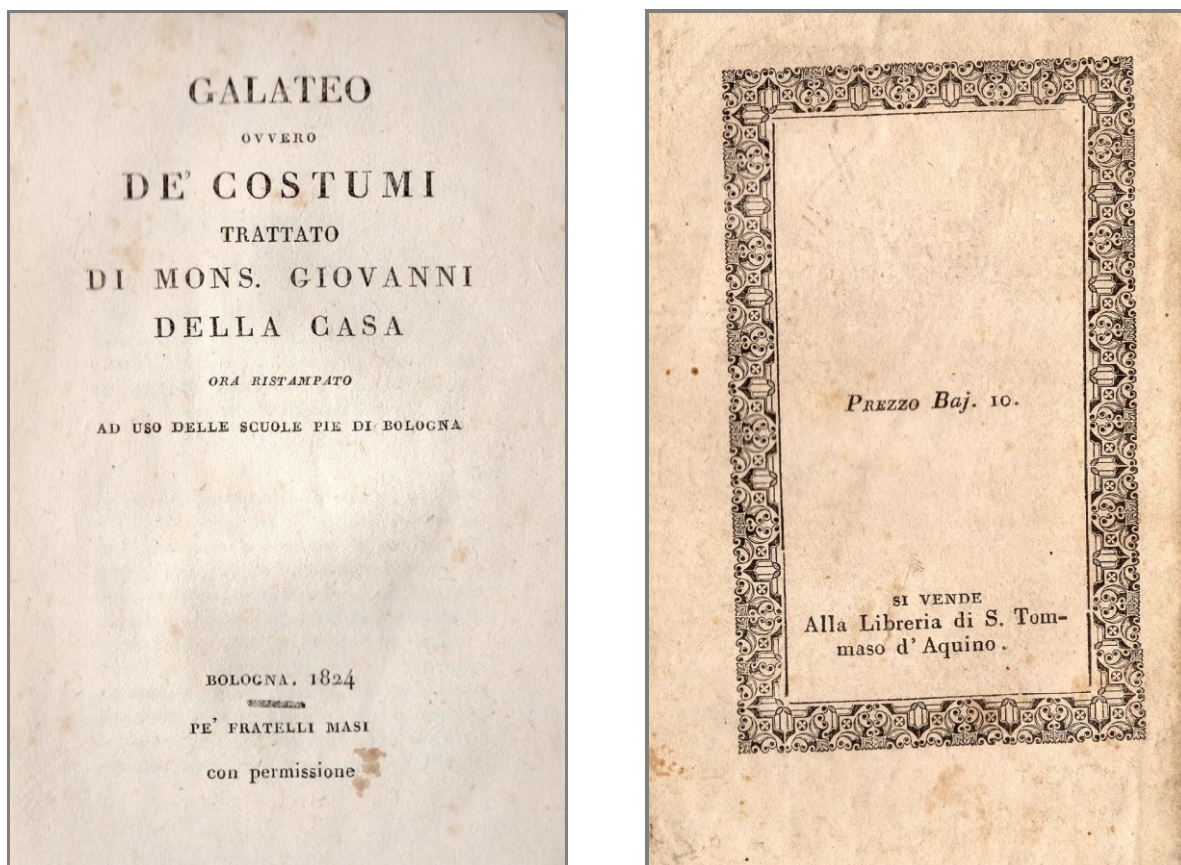 GALATEO
OVVERO
DE' COSTUMI
TRATTATO
DI MONS. GIOVANNI
DELLA CASA
ORA RISTAMPATO
AD USO DELLE SCUOLE PIE DI BOLOGNA
BOLOGNA. 1824
PE' FRATELLI MASI
con permissione
PREZZO Baj. 10.
SI VENDE
Alla Libreria di S. Tom-
maso d' Aquino.